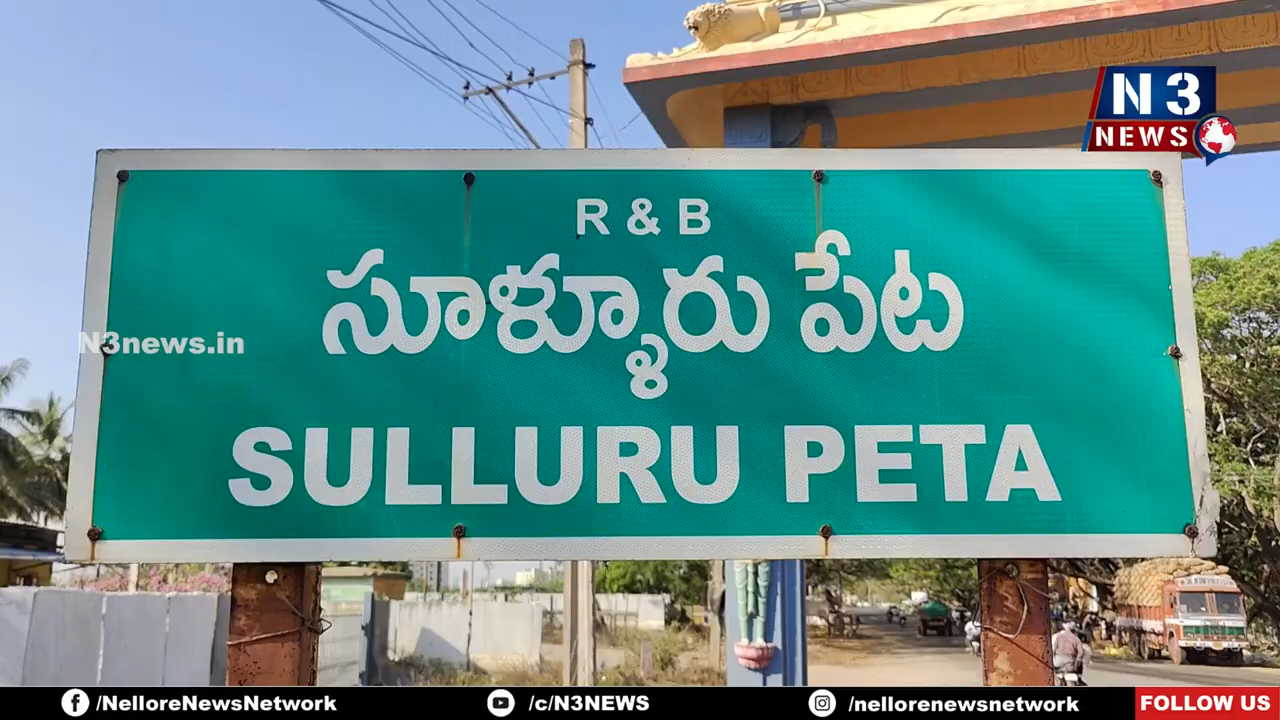 N3
NEWS
R & B
సూళ్ళూరు పేట
N3news.in
SULLURU PETA
/NelloreNewsNetwork
/c/N3NEWS
/nellorenewsnetwork
FOLLOW US